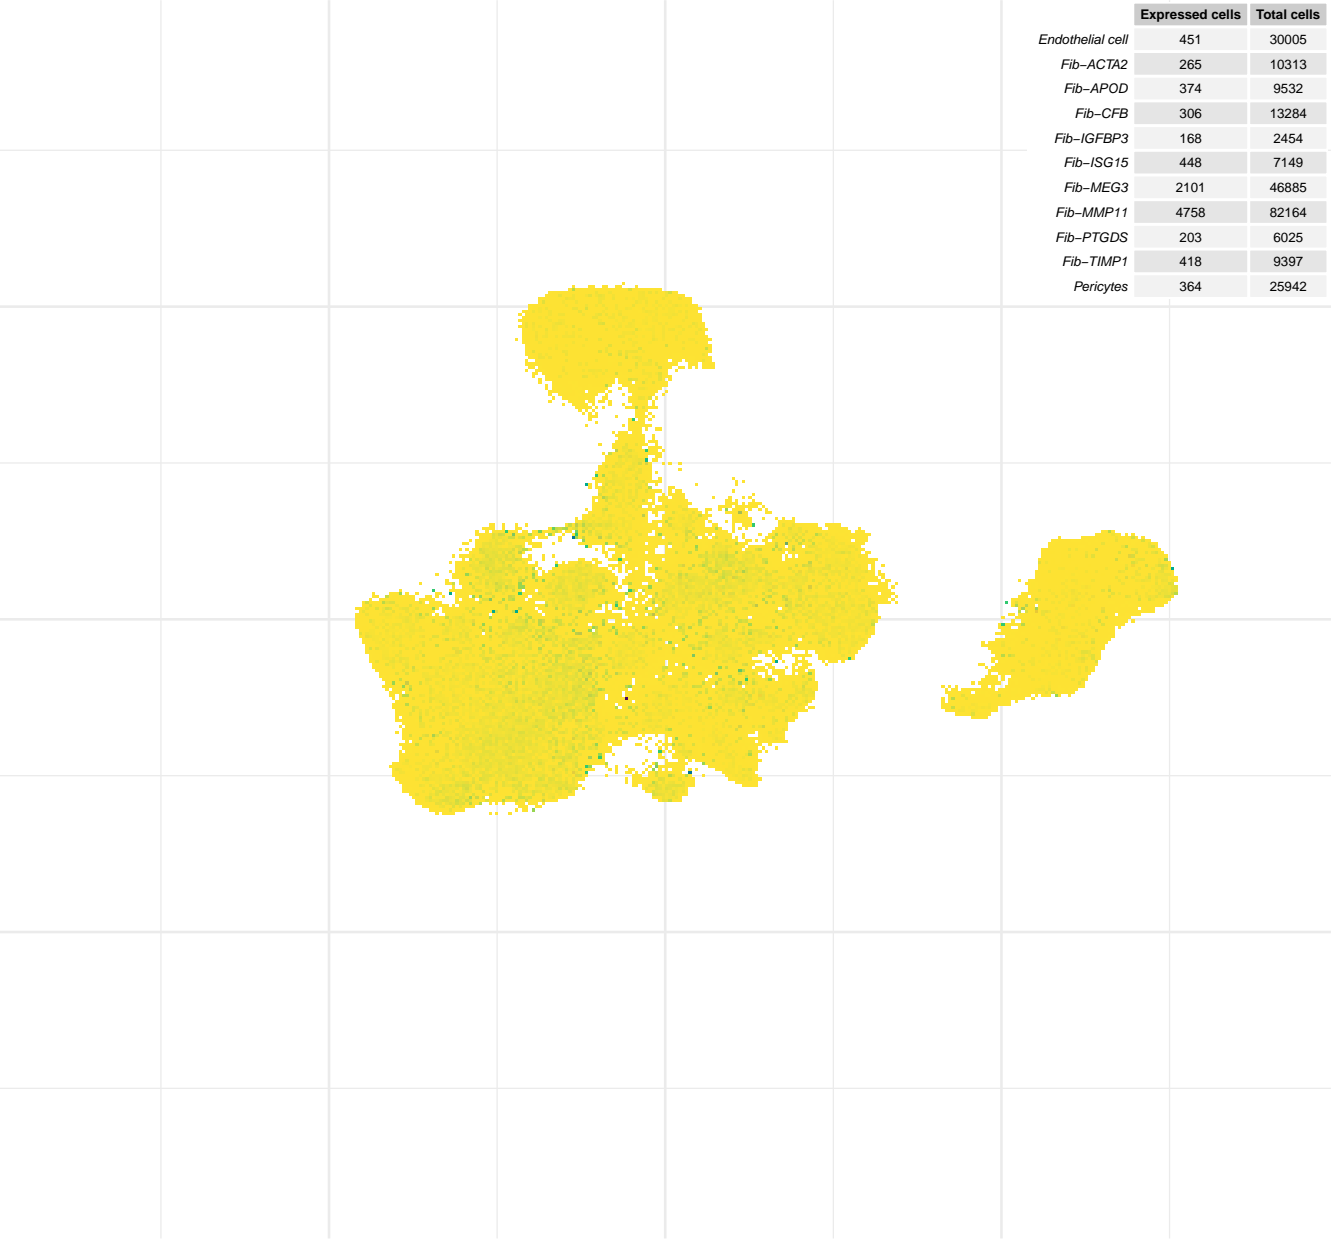 Expressed cells Total cells
Endothelial cell 451 30005
Fib−ACTA2 265 10313
Fib−APOD 374 9532
Fib−CFB 306 13284
Fib−IGFBP3 168 2454
Fib−ISG15 448 7149
Fib−MEG3 2101 46885
Fib−MMP11 4758 82164
Fib−PTGDS 203 6025
Fib−TIMP1 418 9397
Pericytes 364 25942